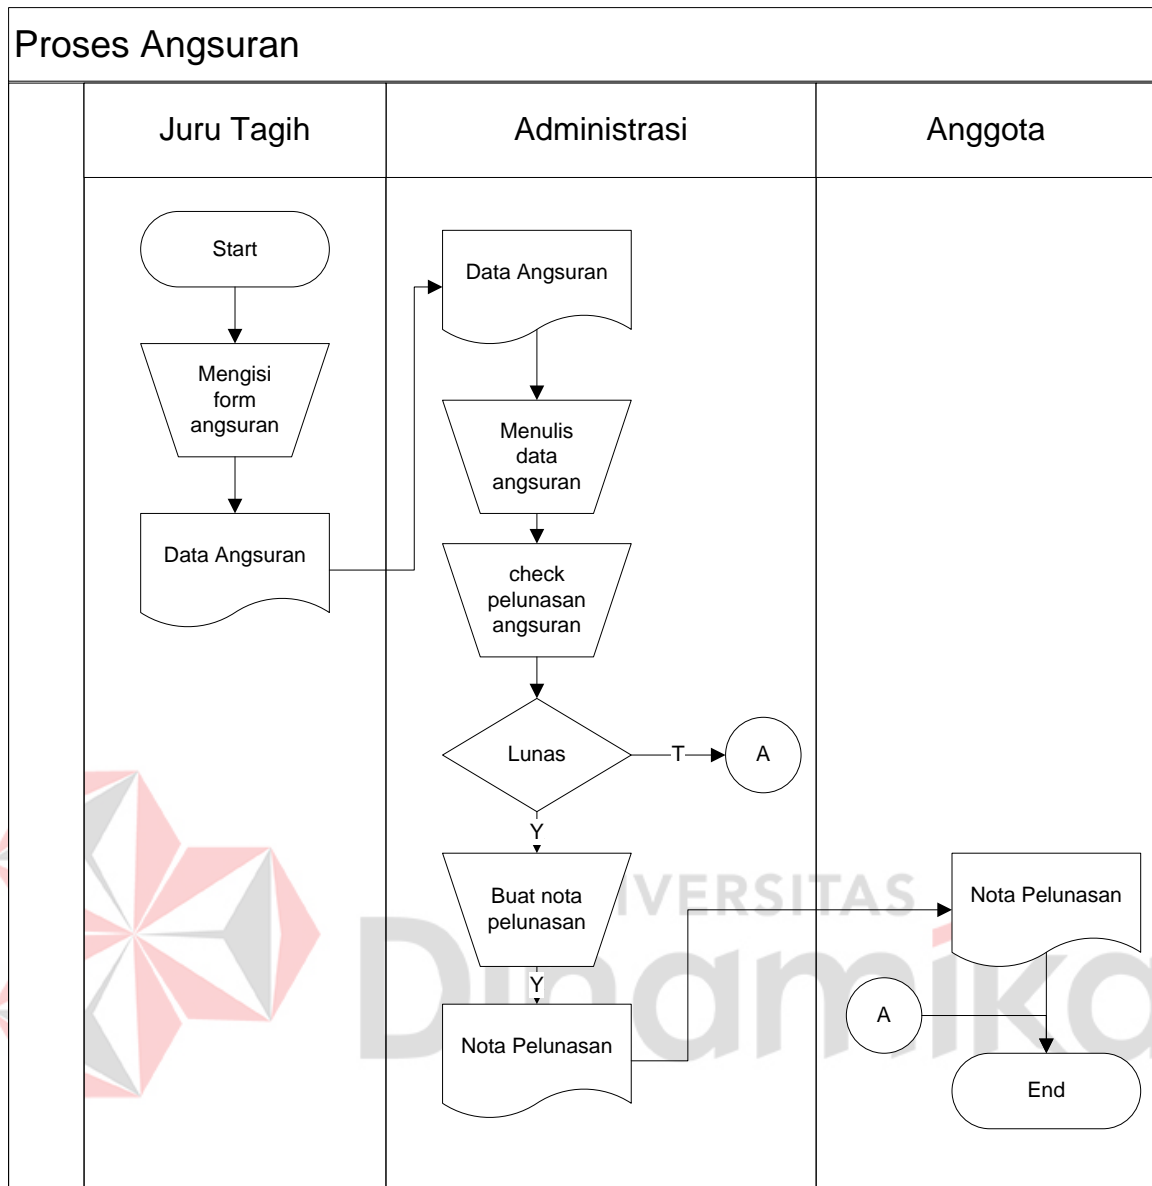 Proses Angsuran
Juru Tagih
Administrasi
Anggota
Start
Mengisi
form
angsuran
Data Angsuran
Data Angsuran
Menulis
data
angsuran
check
pelunasan
angsuran
Lunas
T
A
Y
Buat nota
pelunasan
Y
Nota Pelunasan
Nota Pelunasan
A
End
IVERSITAS
Dinamika